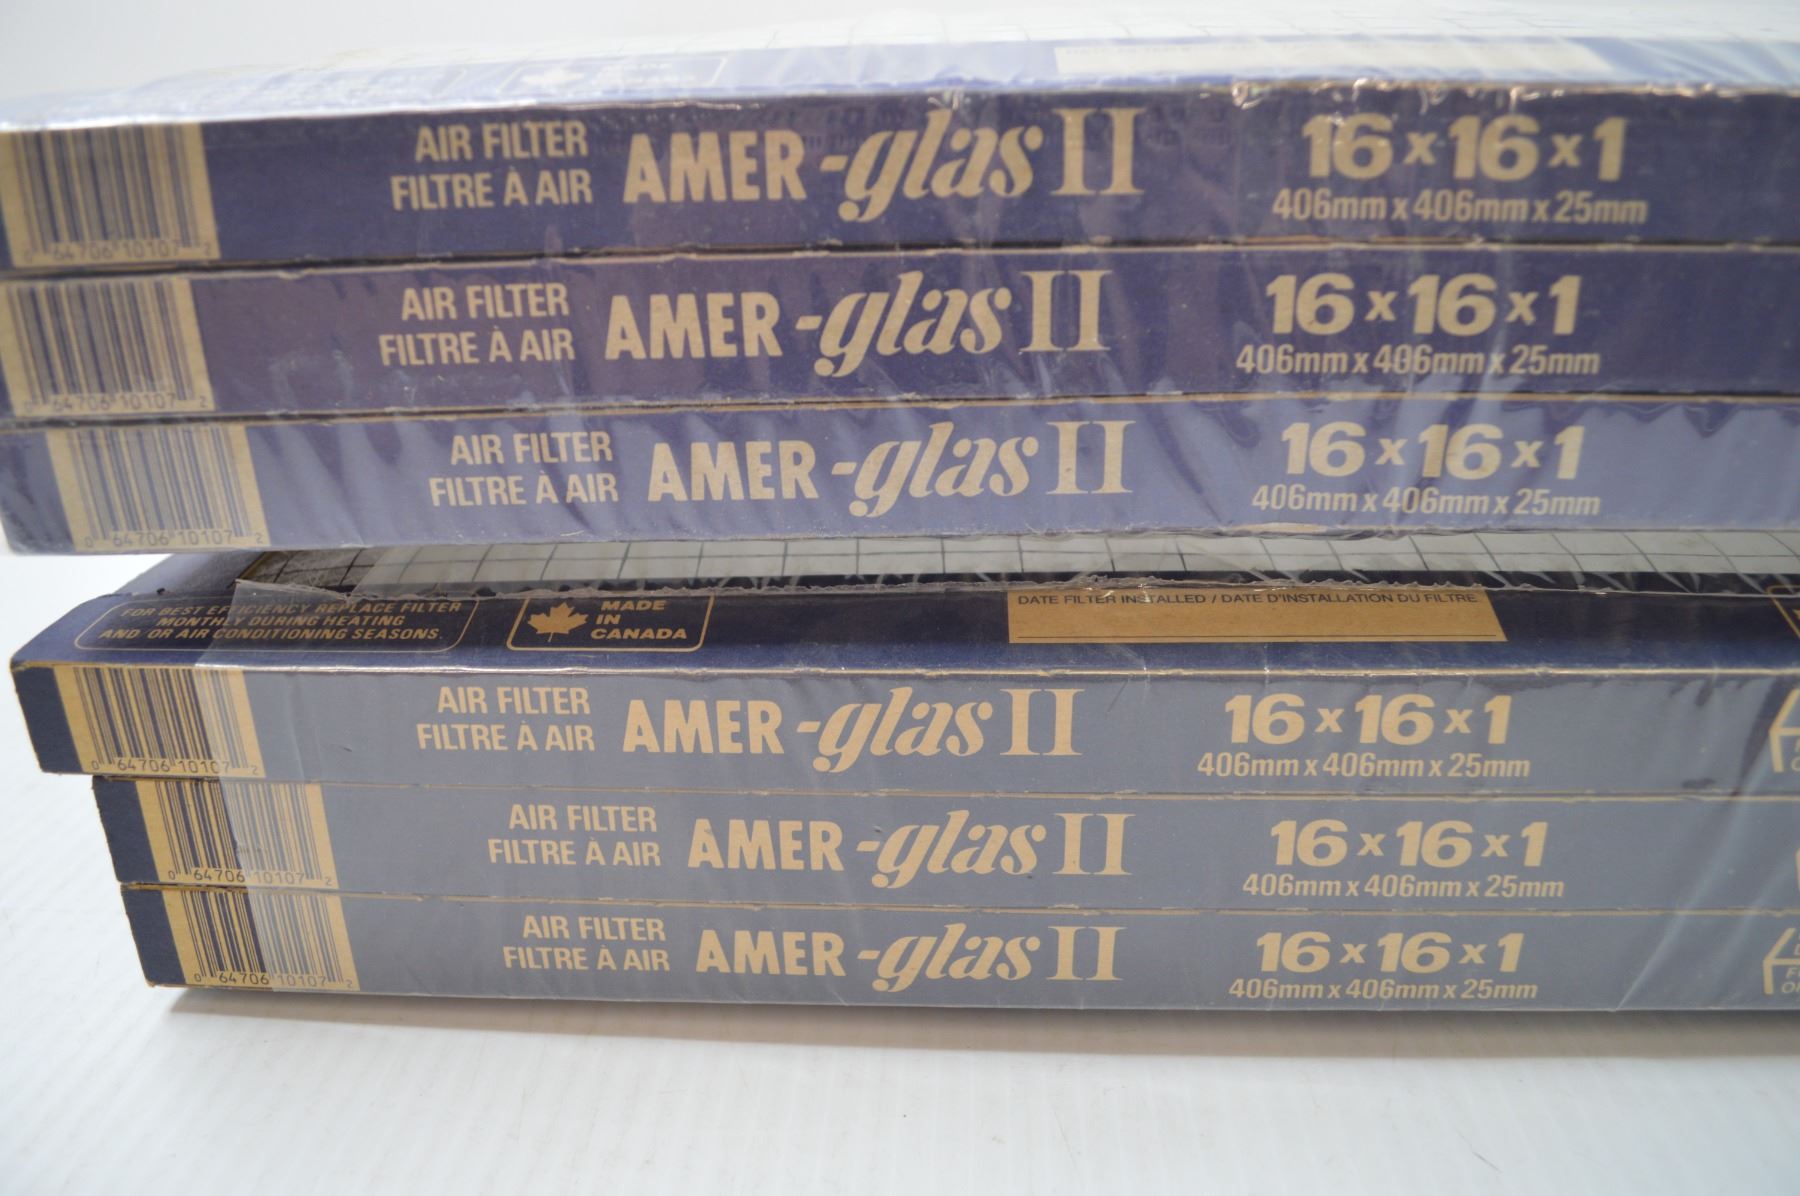 AIR FILTER
FILTRE À AIR
AMER-glas II
16 x 16 x 1
406mm x 406mm x 25mm
0 64706 10107 2
AIR FILTER
FILTRE À AIR
AMER-glas II
16 x 16 x 1
406mm x 406mm x 25mm
0 64706 10107 2
AIR FILTER
FILTRE À AIR
AMER-glas II
16 x 16 x 1
406mm x 406mm x 25mm
0 64706 10107 2
FOR BEST EFFICIENCY REPLACE FILTER
MONTHLY DURING HEATING
AND/OR AIR CONDITIONING SEASONS.
MADE
IN
CANADA
DATE FILTER INSTALLED / DATE D'INSTALLATION DU FILTRE
AIR FILTER
FILTRE À AIR
AMER-glas II
16 x 16 x 1
406mm x 406mm x 25mm
0 64706 10107 2
AIR FILTER
FILTRE À AIR
AMER-glas II
16 x 16 x 1
406mm x 406mm x 25mm
0 64706 10107 2
AIR FILTER
FILTRE À AIR
AMER-glas II
16 x 16 x 1
406mm x 406mm x 25mm
0 64706 10107 2